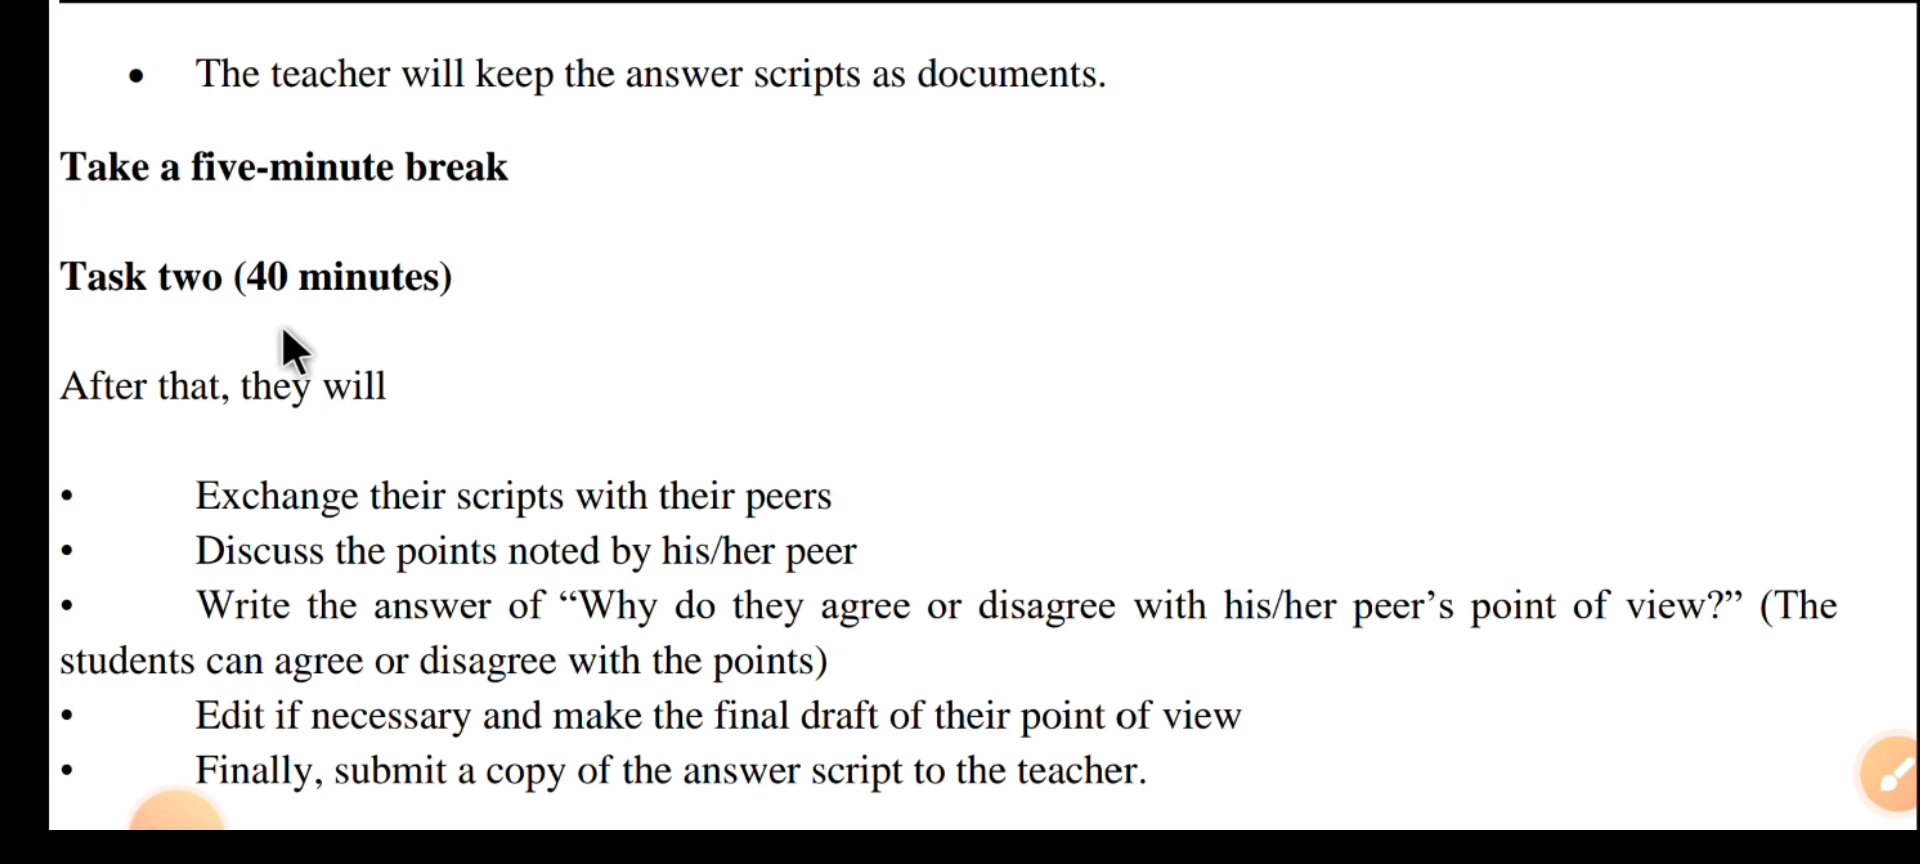 • The teacher will keep the answer scripts as documents.
Take a five-minute break
Task two (40 minutes)
After that, they will
• Exchange their scripts with their peers
• Discuss the points noted by his/her peer
• Write the answer of “Why do they agree or disagree with his/her peer’s point of view?” (The
students can agree or disagree with the points)
• Edit if necessary and make the final draft of their point of view
• Finally, submit a copy of the answer script to the teacher.